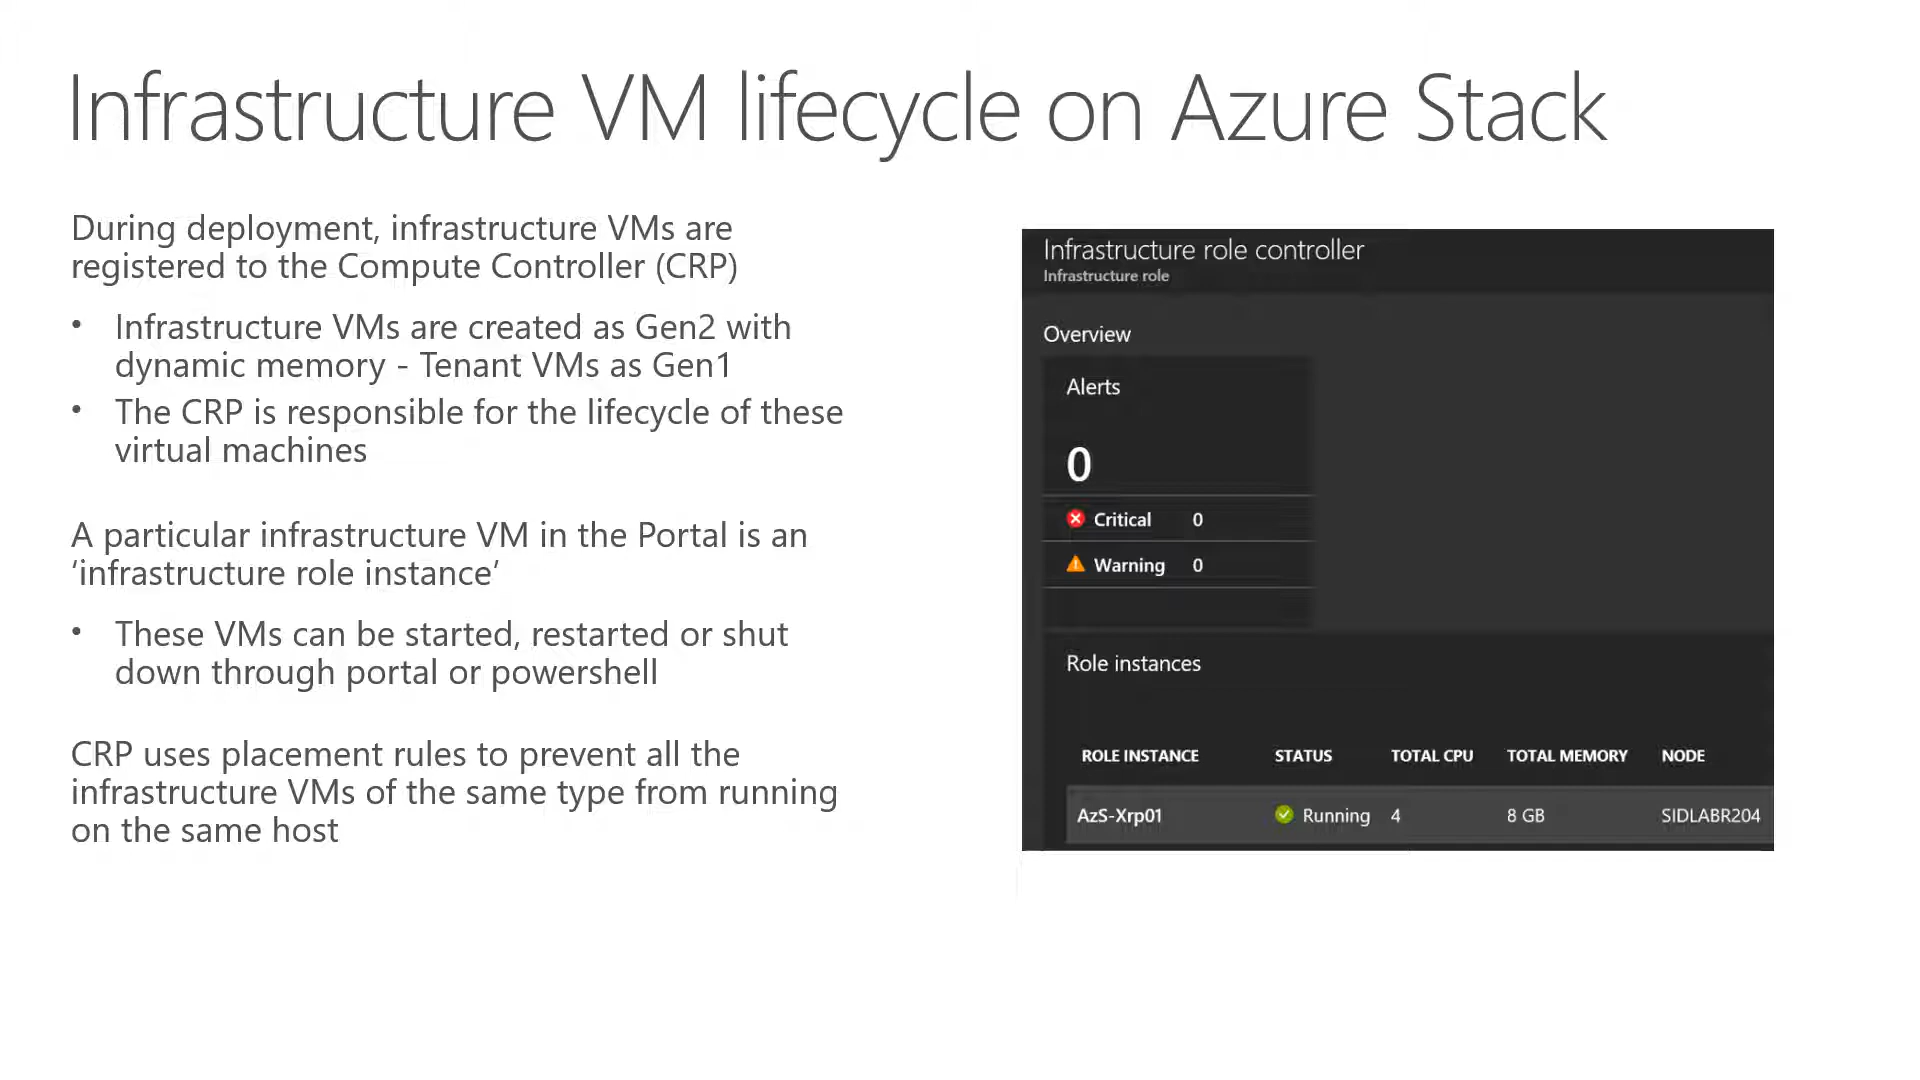 Infrastructure VM lifecycle on Azure Stack
During deployment, infrastructure VMs are
registered to the Compute Controller (CRP)
• Infrastructure VMs are created as Gen2 with
dynamic memory - Tenant VMs as Gen1
• The CRP is responsible for the lifecycle of these
virtual machines
A particular infrastructure VM in the Portal is an
‘infrastructure role instance’
• These VMs can be started, restarted or shut
down through portal or powershell
CRP uses placement rules to prevent all the
infrastructure VMs of the same type from running
on the same host
Infrastructure role controller
Infrastructure role
Overview
Alerts
0
Critical 0
Warning 0
Role instances
ROLE INSTANCE STATUS TOTAL CPU TOTAL MEMORY NODE
AzS-Xrp01 Running 4 8 GB SIDLABR204